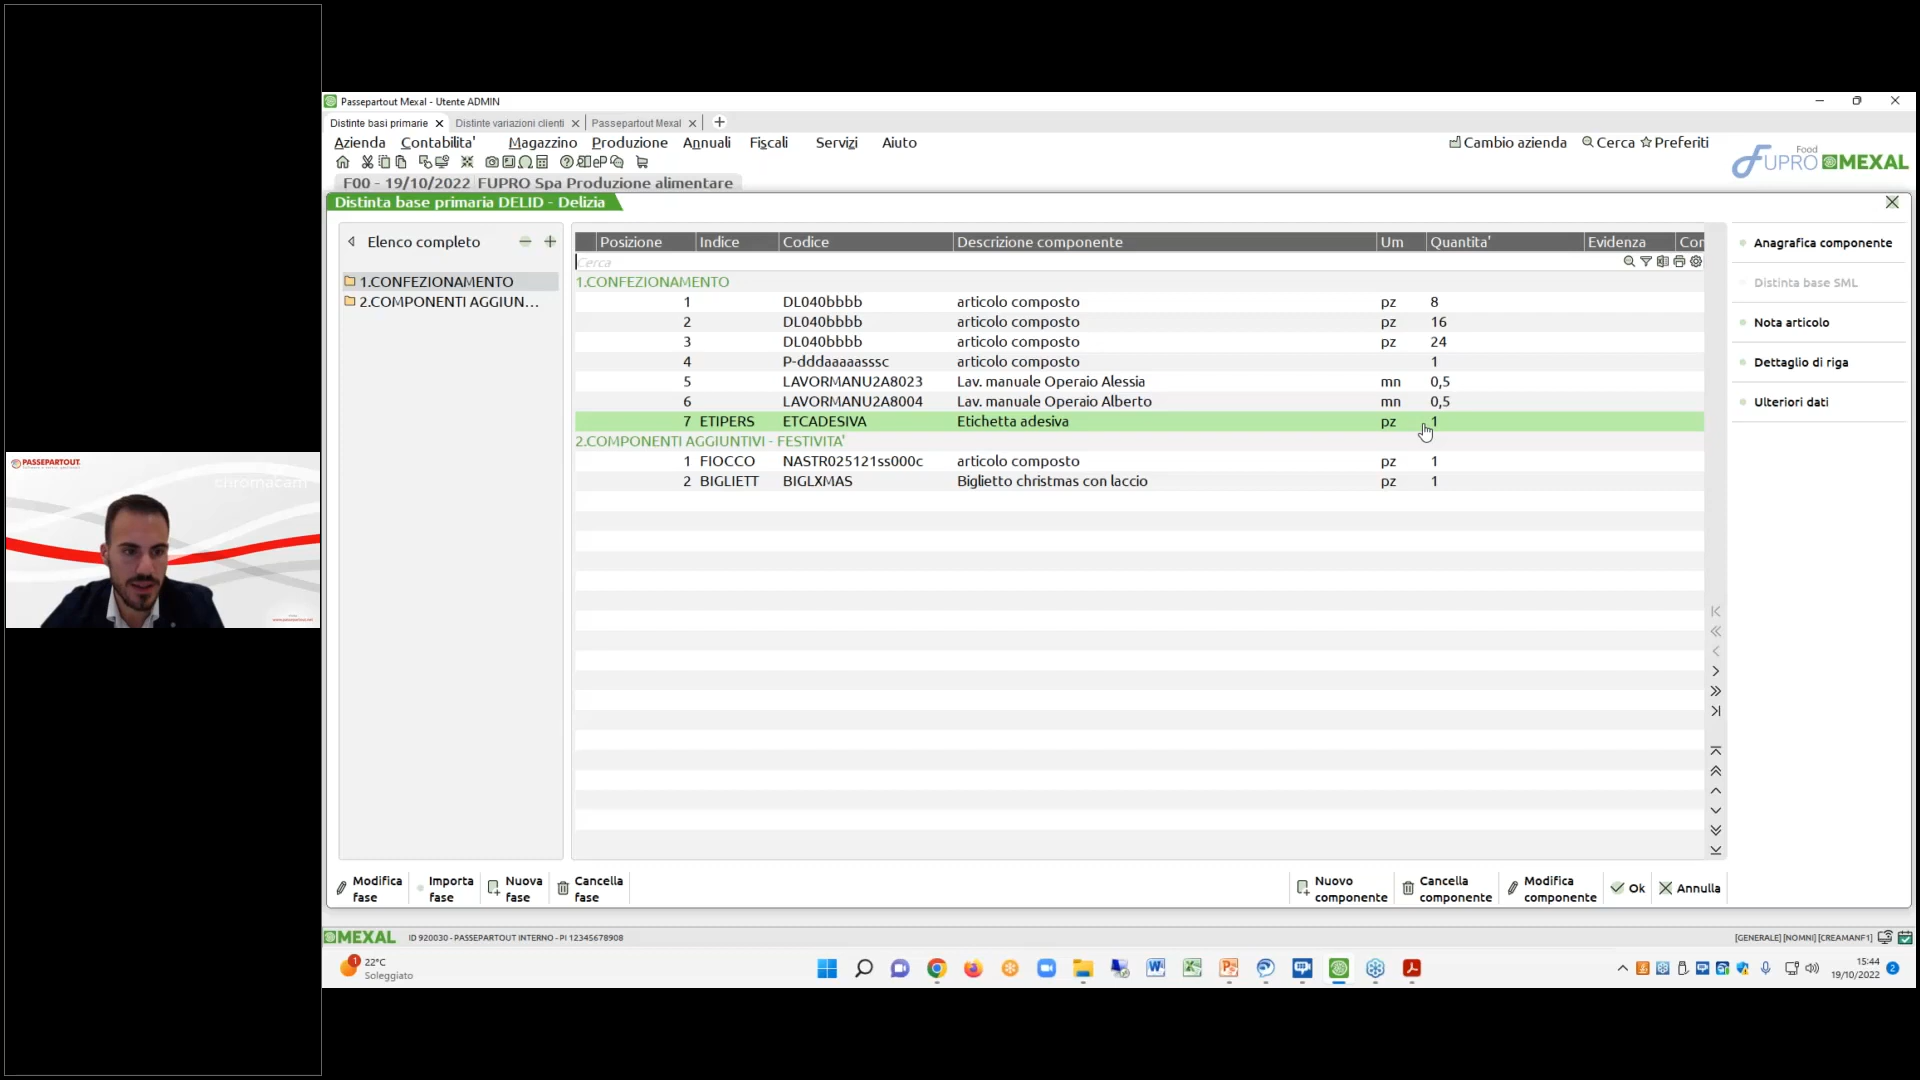 Passepartout Mexal - Utente ADMIN
Distinte basi primarie Distinte variazioni clienti Passepartout Mexal
Azienda Contabilita' Magazzino Produzione Annuali Fiscali Servizi Aiuto
Cambio azienda Cerca Preferiti
Food
FUPRO MEXAL
F00 - 19/10/2022 FUPRO Spa Produzione alimentare
Distinta base primaria DELID - Delizia
Elenco completo
1.CONFEZIONAMENTO
2.COMPONENTI AGGIUN...
Posizione Indice Codice Descrizione componente Um Quantita' Evidenza Con
Cerca
1.CONFEZIONAMENTO
1 DL040bbbb articolo composto pz 8
2 DL040bbbb articolo composto pz 16
3 DL040bbbb articolo composto pz 24
4 P-dddaaaaasssc articolo composto 1
5 LAVORMANU2A8023 Lav. manuale Operaio Alessia mn 0,5
6 LAVORMANU2A8004 Lav. manuale Operaio Alberto mn 0,5
7 ETIPERS ETCADESIVA Etichetta adesiva pz 1
2.COMPONENTI AGGIUNTIVI - FESTIVITA'
1 FIOCCO NASTR025121ss000c articolo composto pz 1
2 BIGLIETT BIGLXMAS Biglietto christmas con laccio pz 1
Anagrafica componente
Distinta base SML
Nota articolo
Dettaglio di riga
Ulteriori dati
Modifica fase
Importa fase
Nuova fase
Cancella fase
Nuovo componente
Cancella componente
Modifica componente
Ok
Annulla
MEXAL ID 920030 - PASSEPARTOUT INTERNO - PI 12345678908
[GENERALE] [NOMNI] [CREAMANF1]
1 22°C
Soleggiato
15:44
19/10/2022 2
PASSEPARTOUT
chromacam